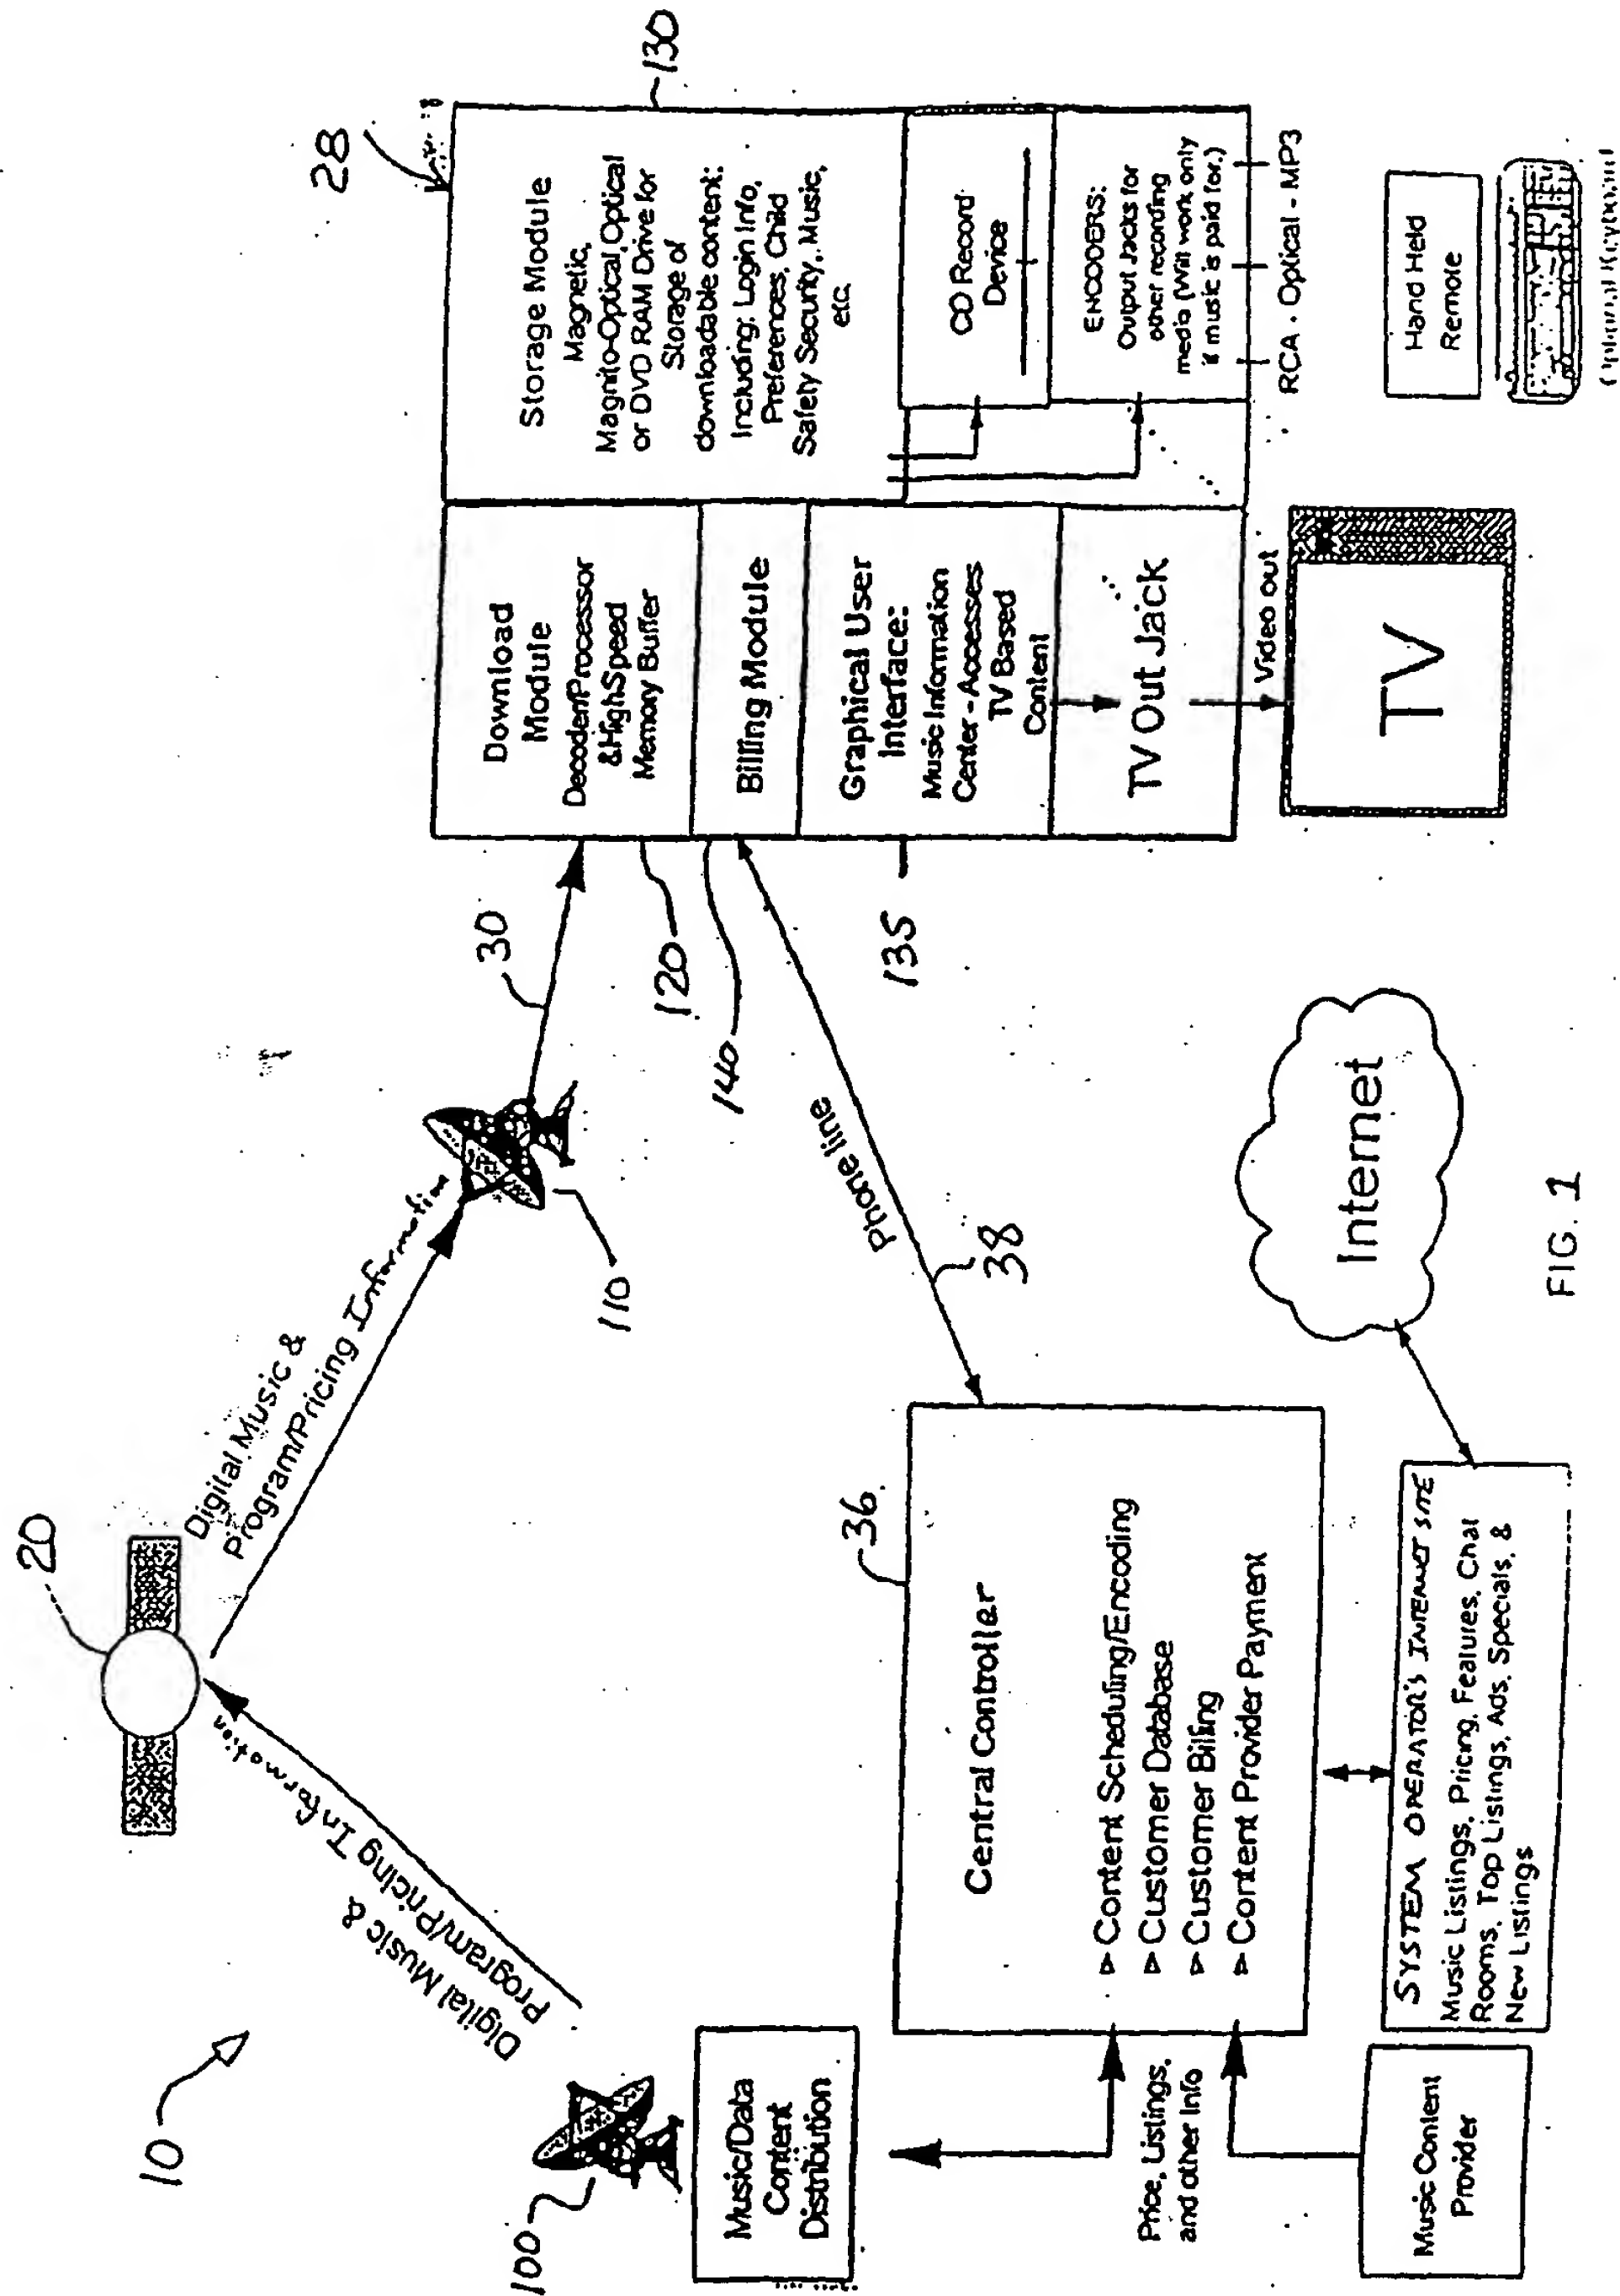 10
20
Digital Music &
Program/Pricing Information
Digital Music &
Program/Pricing Information
100
Music/Data
Content
Distribution
110
30
120
140
135
28
130
Download
Module
Decoder/Processor
& High Speed
Memory Buffer
Billing Module
Graphical User
Interface:
Music Information
Center - Accesses
TV Based
Content
TV Out Jack
Video out
TV
Storage Module
Magnetic,
Magnito-Optical, Optical
or DVD RAM Drive for
Storage of
downloadable content:
Including: Login Info,
Preferences, Child
Safety Security, Music,
etc.
CD Record
Device
ENCODERS:
Output Jacks for
other recording
media (Will work only
if music is paid for.)
RCA . Optical - MP3
Hand Held
Remote
Phone line
38
36
Central Controller
▷ Content Scheduling/Encoding
▷ Customer Database
▷ Customer Billing
▷ Content Provider Payment
Price, Listings,
and other Info
Music Content
Provider
SYSTEM OPERATOR'S INTERNET SITE
Music Listings, Pricing, Features, Chat
Rooms, Top Listings, Ads, Specials, &
New Listings
Internet
FIG. 1